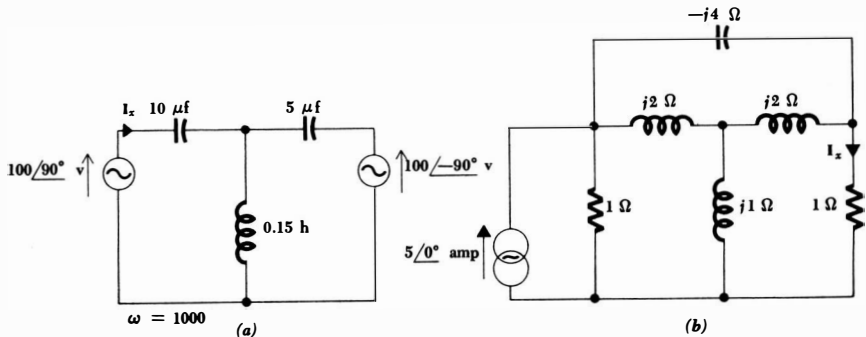 −j4 Ω
Iₓ 10 μf 5 μf
j2 Ω j2 Ω
100/90° v
100/−90° v
Iₓ
0.15 h
1 Ω
j1 Ω
1 Ω
5/0° amp
ω = 1000
(a)
(b)